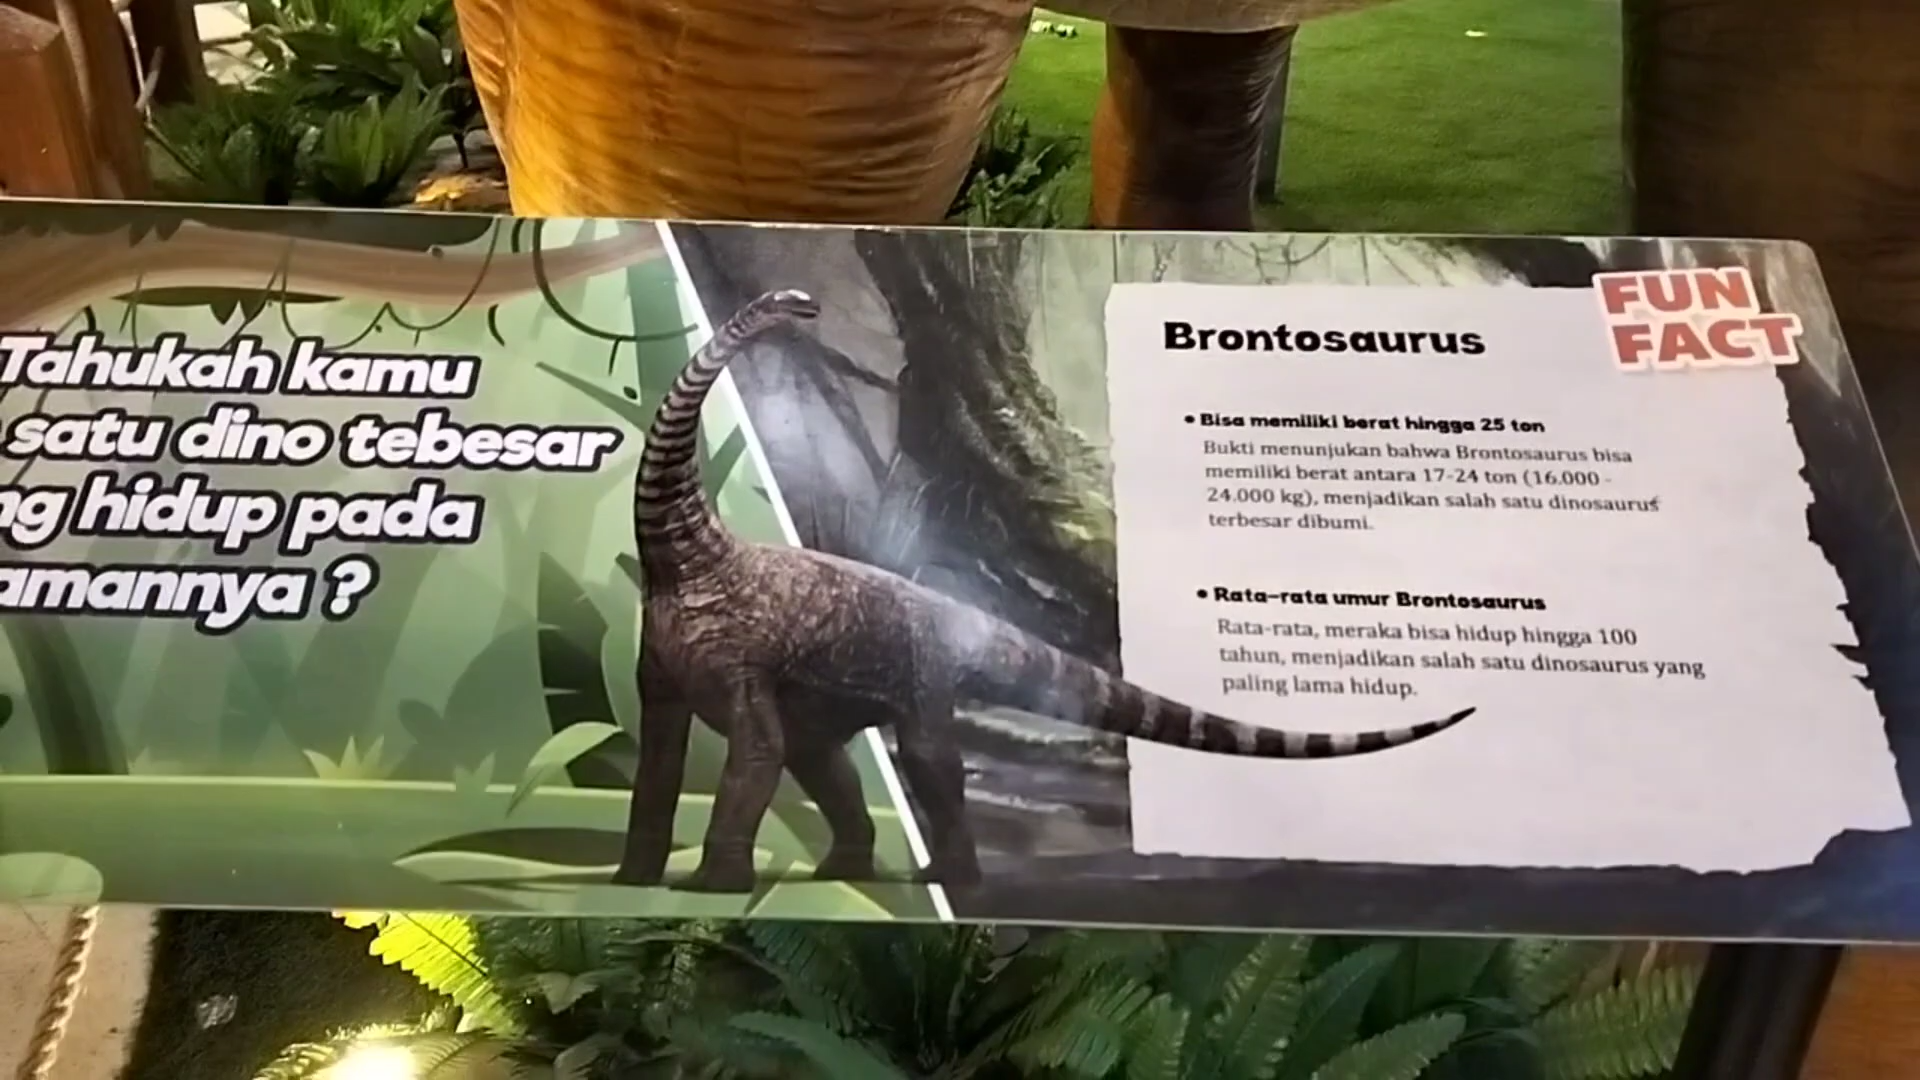 Tahukah kamu
satu dino tebesar
hidup pada
?
FUN
FACT
Brontosaurus
• Bisa memiliki berat hingga 25 ton
Bukti menunjukan bahwa Brontosaurus bisa
memiliki berat antara 17-24 ton (16.000 -
24.000 kg), menjadikan salah satu dinosaurus
terbesar dibumi.
• Rata-rata umur Brontosaurus
Rata-rata, meraka bisa hidup hingga 100
tahun, menjadikan salah satu dinosaurus yang
paling lama hidup.